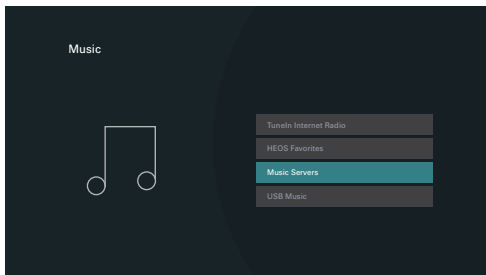 Music
TuneIn Internet Radio
HEOS Favorites
Music Servers
USB Music